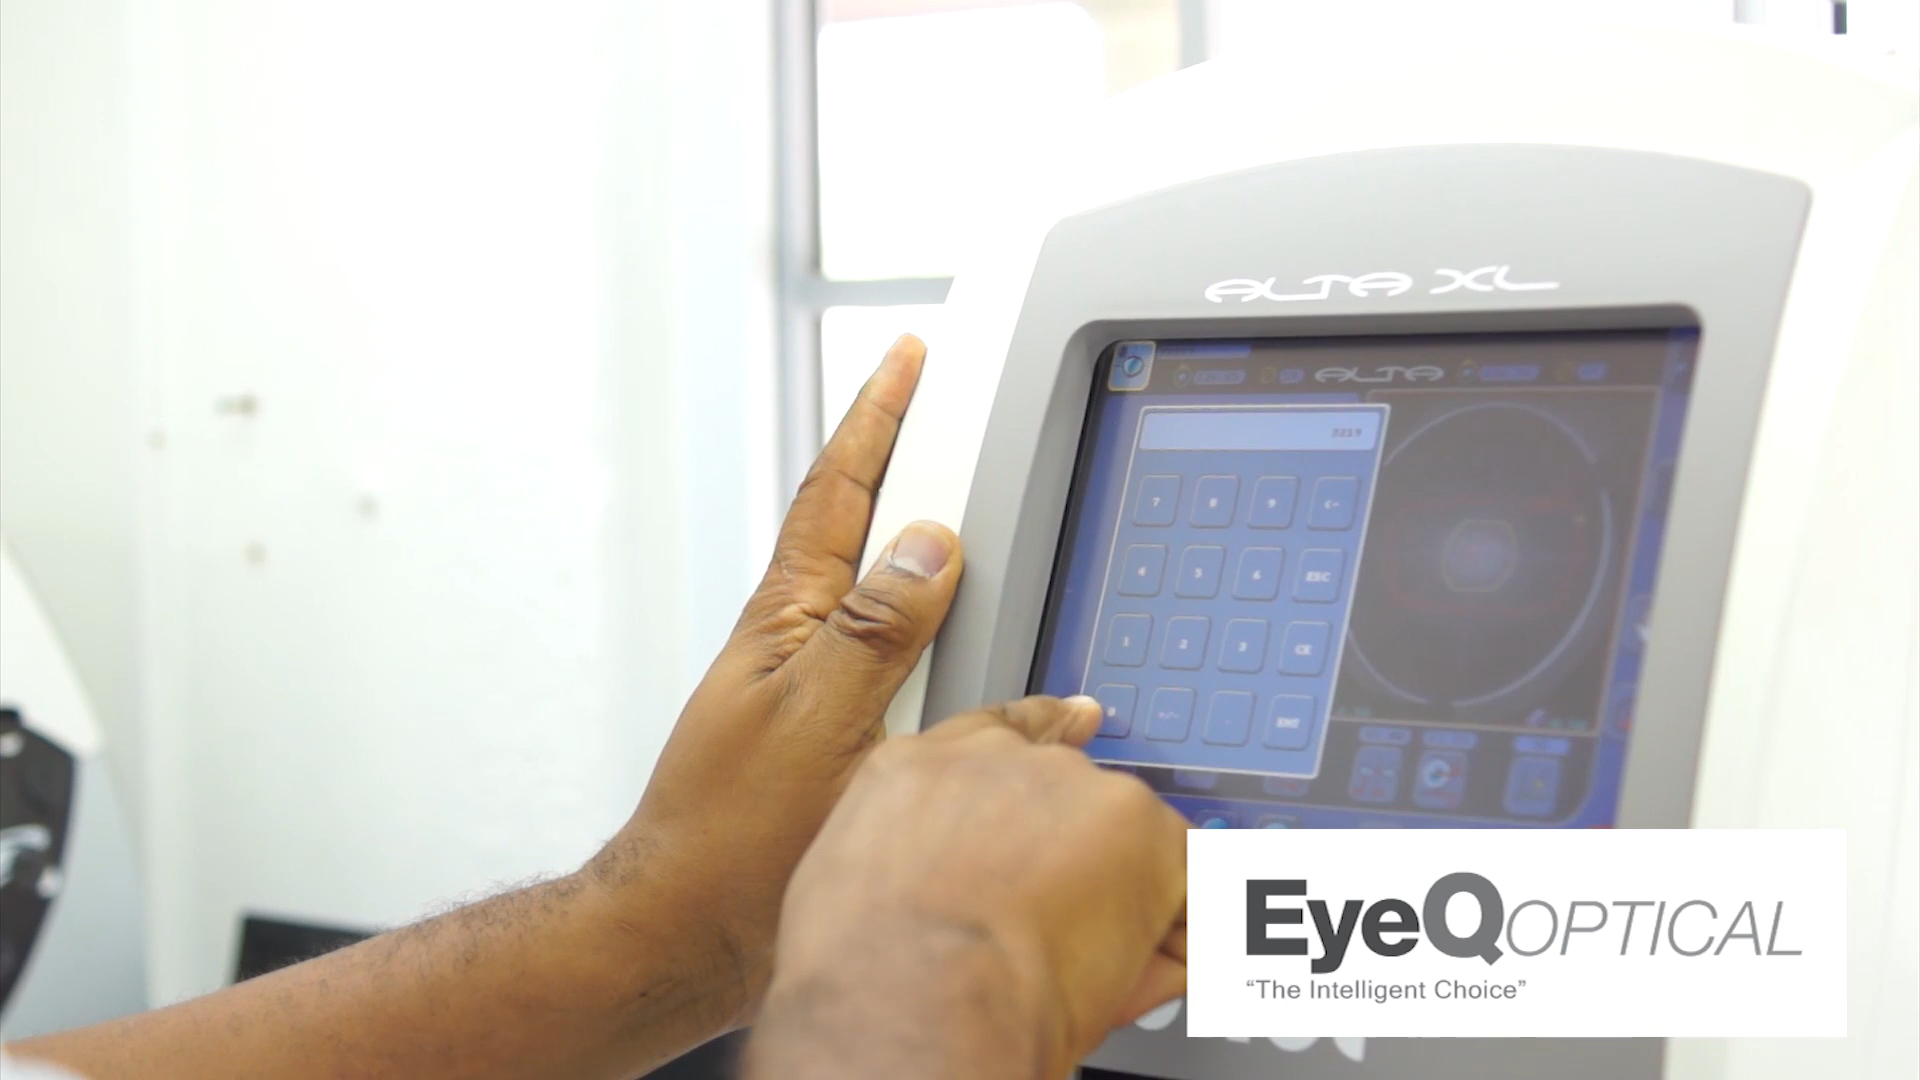 ALTA XL
ALTA
3219
7 8 9 <-
4 5 6 ESC
1 2 3 CE
+/- . ENT
EyeQOPTICAL
“The Intelligent Choice”